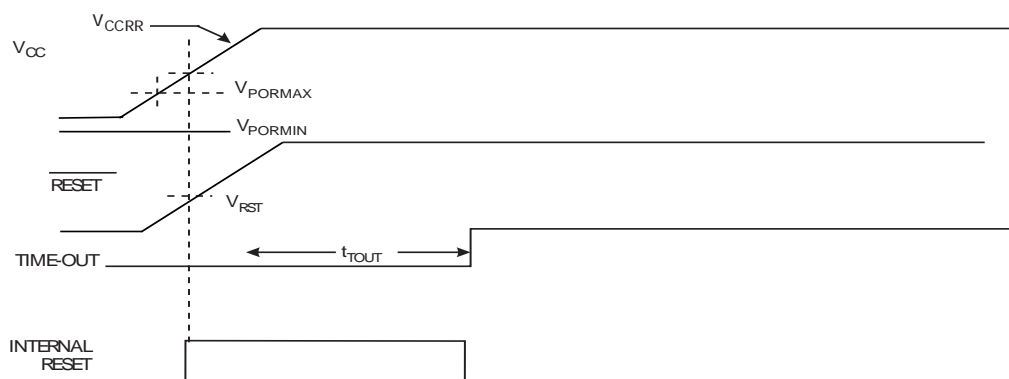 VCCRR
VCC
VPORMAX
VPORMIN
RESET
VRST
TIME-OUT
tTOUT
INTERNAL
RESET